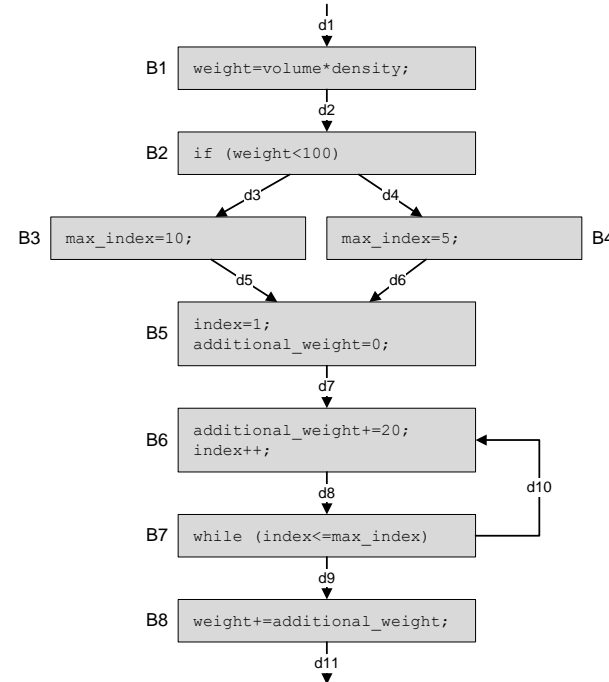 d1
B1 weight=volume*density;
d2
B2 if (weight<100)
d3 d4
B3 max_index=10; max_index=5; B4
d5 d6
B5 index=1;
additional_weight=0;
d7
B6 additional_weight+=20;
index++;
d8 d10
B7 while (index<=max_index)
d9
B8 weight+=additional_weight;
d11